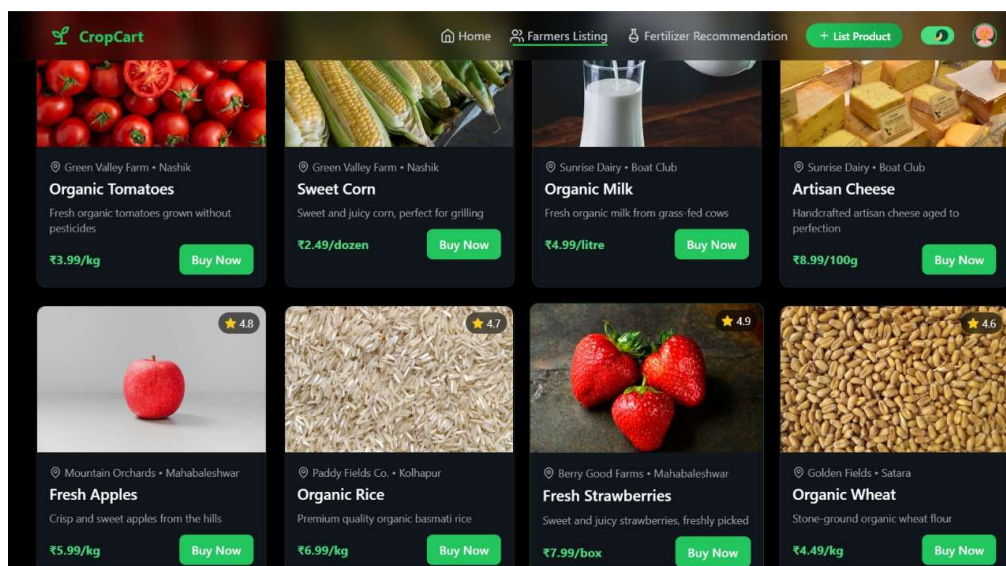 CropCart
Home
Farmers Listing
Fertilizer Recommendation
+ List Product
Green Valley Farm • Nashik
Organic Tomatoes
Fresh organic tomatoes grown without
pesticides
₹3.99/kg
Buy Now
Green Valley Farm • Nashik
Sweet Corn
Sweet and juicy corn, perfect for grilling
₹2.49/dozen
Buy Now
Sunrise Dairy • Boat Club
Organic Milk
Fresh organic milk from grass-fed cows
₹4.99/litre
Buy Now
Sunrise Dairy • Boat Club
Artisan Cheese
Handcrafted artisan cheese aged to
perfection
₹8.99/100g
Buy Now
4.8
Mountain Orchards • Mahabaleshwar
Fresh Apples
Crisp and sweet apples from the hills
₹5.99/kg
Buy Now
4.7
Paddy Fields Co. • Kolhapur
Organic Rice
Premium quality organic basmati rice
₹6.99/kg
Buy Now
4.9
Berry Good Farms • Mahabaleshwar
Fresh Strawberries
Sweet and juicy strawberries, freshly picked
₹7.99/box
Buy Now
4.6
Golden Fields • Satara
Organic Wheat
Stone-ground organic wheat flour
₹4.49/kg
Buy Now